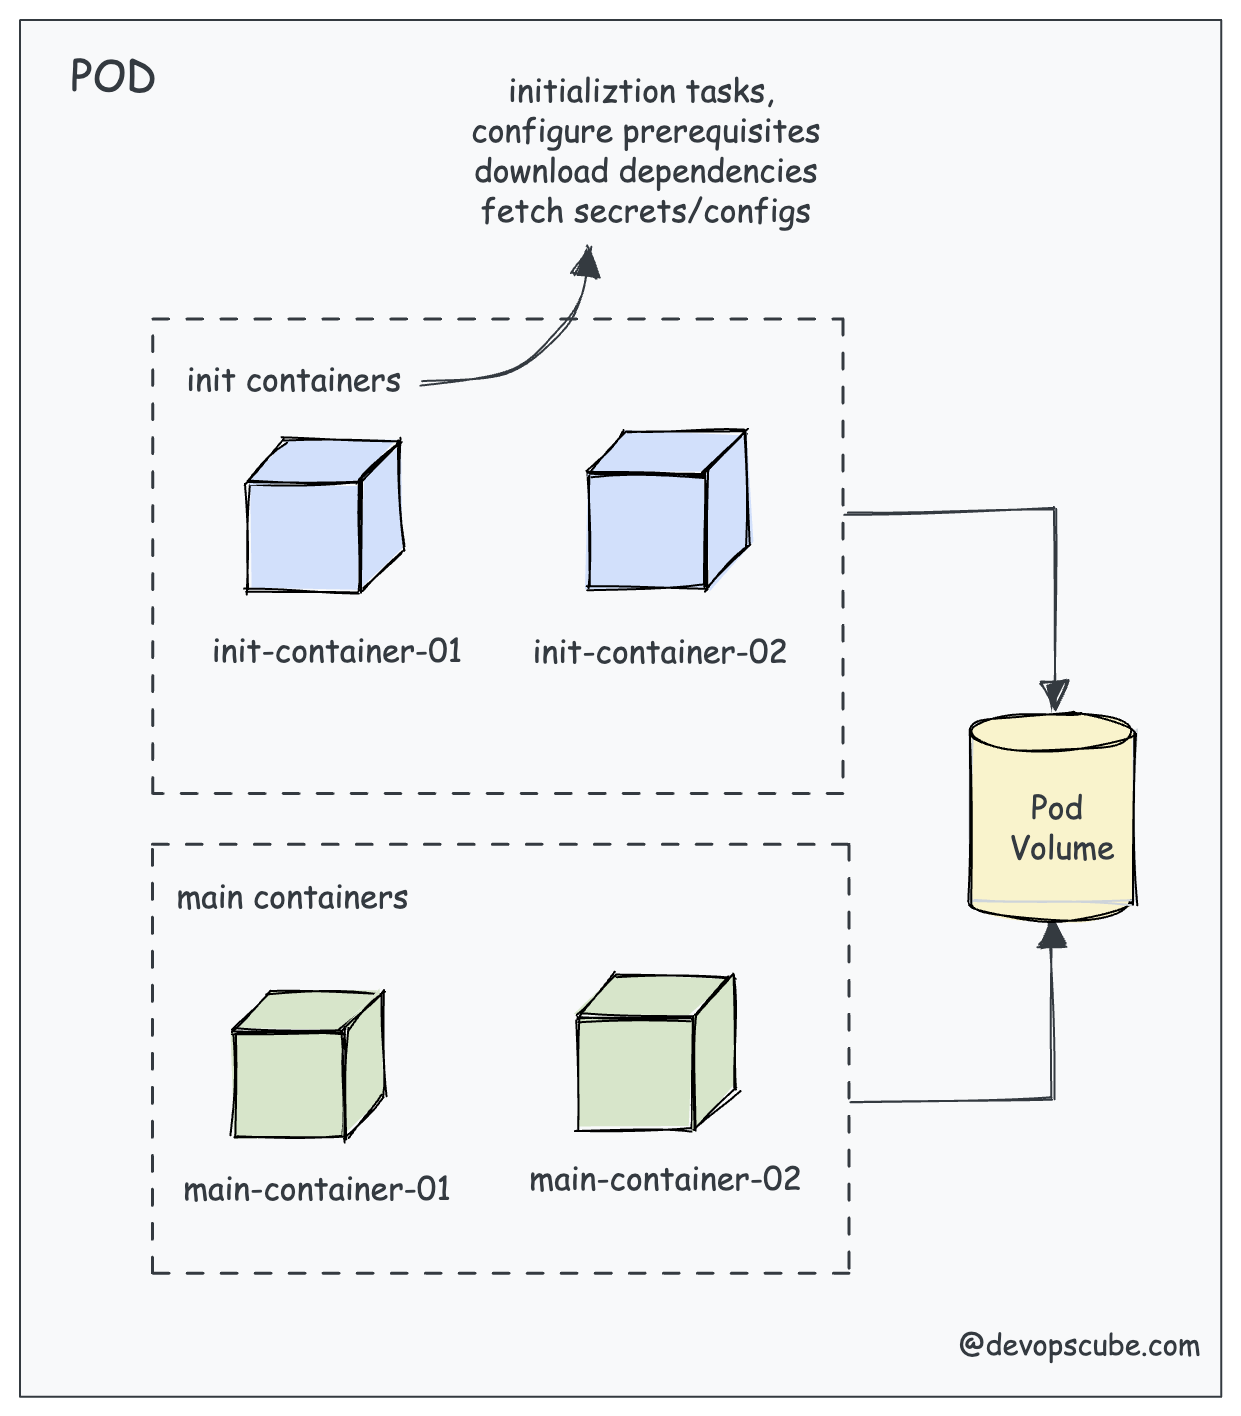 POD
initializtion tasks,
configure prerequisites
download dependencies
fetch secrets/configs
init containers
init-container-01
init-container-02
Pod
Volume
main containers
main-container-01
main-container-02
@devopscube.com